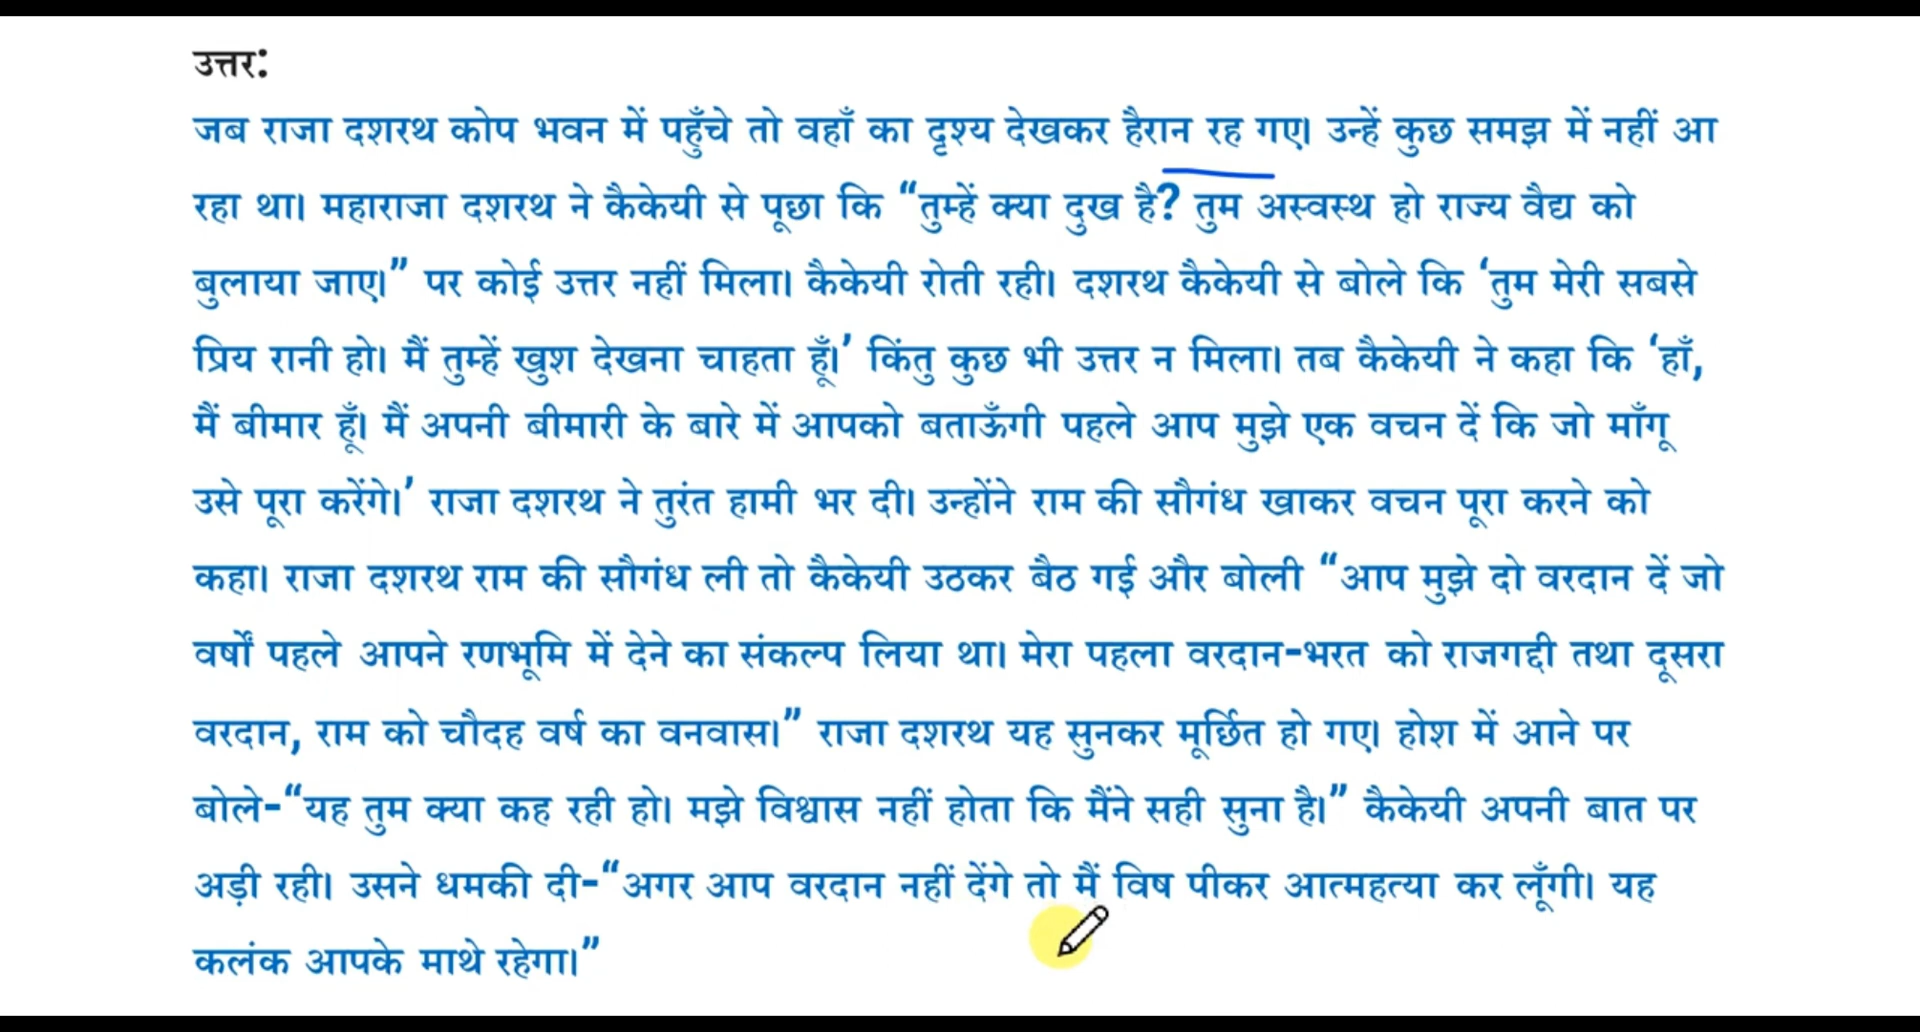 उत्तर:
जब राजा दशरथ कोप भवन में पहुँचे तो वहाँ का दृश्य देखकर हैरान रह गए। उन्हें कुछ समझ में नहीं आ
रहा था। महाराजा दशरथ ने कैकेयी से पूछा कि “तुम्हें क्या दुख है? तुम अस्वस्थ हो राज्य वैद्य को
बुलाया जाए।” पर कोई उत्तर नहीं मिला। कैकेयी रोती रही। दशरथ कैकेयी से बोले कि ‘तुम मेरी सबसे
प्रिय रानी हो। मैं तुम्हें खुश देखना चाहता हूँ।’ किंतु कुछ भी उत्तर न मिला। तब कैकेयी ने कहा कि ‘हाँ,
मैं बीमार हूँ। मैं अपनी बीमारी के बारे में आपको बताऊँगी पहले आप मुझे एक वचन दें कि जो माँगू
उसे पूरा करेंगे।’ राजा दशरथ ने तुरंत हामी भर दी। उन्होंने राम की सौगंध खाकर वचन पूरा करने को
कहा। राजा दशरथ राम की सौगंध ली तो कैकेयी उठकर बैठ गई और बोली “आप मुझे दो वरदान दें जो
वर्षों पहले आपने रणभूमि में देने का संकल्प लिया था। मेरा पहला वरदान-भरत को राजगद्दी तथा दूसरा
वरदान, राम को चौदह वर्ष का वनवास।” राजा दशरथ यह सुनकर मूर्छित हो गए। होश में आने पर
बोले-“यह तुम क्या कह रही हो। मझे विश्वास नहीं होता कि मैंने सही सुना है।” कैकेयी अपनी बात पर
अड़ी रही। उसने धमकी दी-“अगर आप वरदान नहीं देंगे तो मैं विष पीकर आत्महत्या कर लूँगी। यह
कलंक आपके माथे रहेगा।”